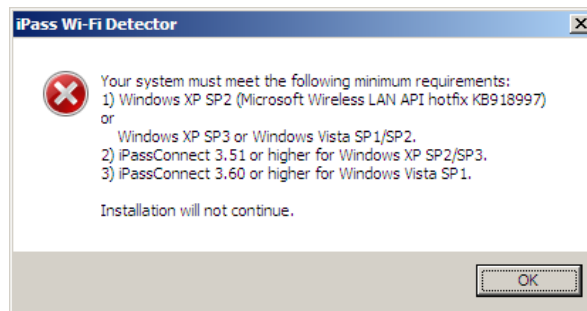 iPass Wi-Fi Detector
Your system must meet the following minimum requirements:
1) Windows XP SP2 (Microsoft Wireless LAN API hotfix KB918997)
or
Windows XP SP3 or Windows Vista SP1/SP2.
2) iPassConnect 3.51 or higher for Windows XP SP2/SP3.
3) iPassConnect 3.60 or higher for Windows Vista SP1.
Installation will not continue.
OK